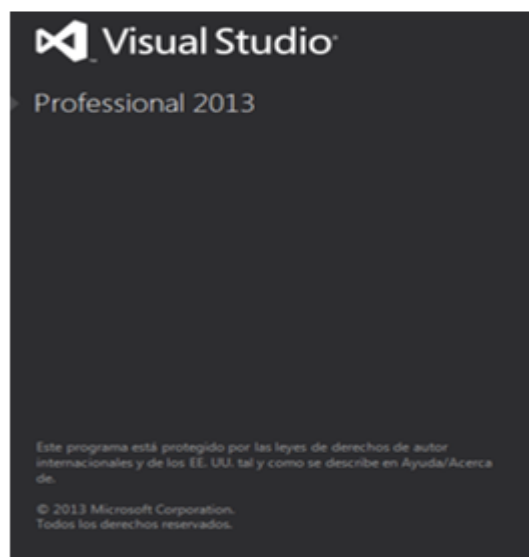 Visual Studio
Professional 2013
Este programa está protegido por las leyes de derechos de autor
internacionales y de los EE. UU. tal y como se describe en Ayuda/Acerca
de.
© 2013 Microsoft Corporation.
Todos los derechos reservados.